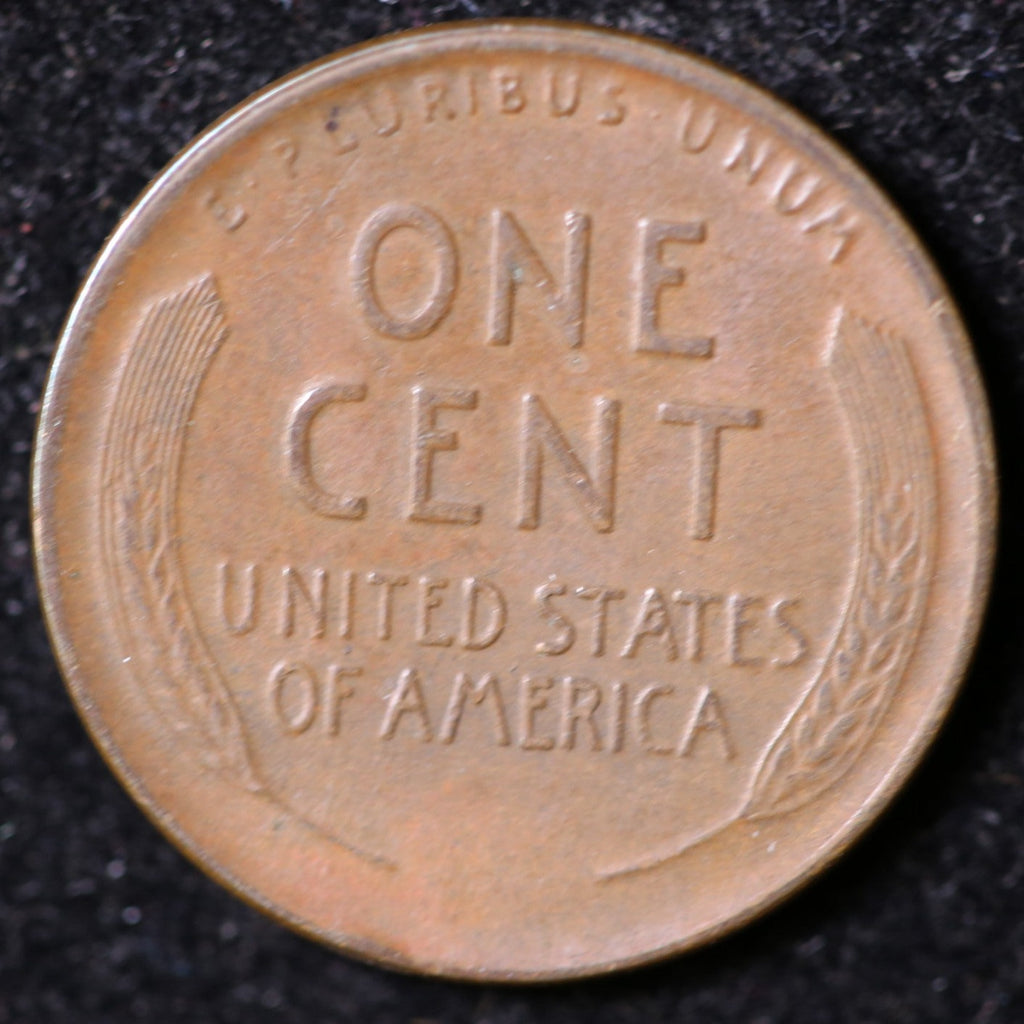 E·PLURIBUS·UNUM
ONE
CENT
UNITED STATES
OF AMERICA